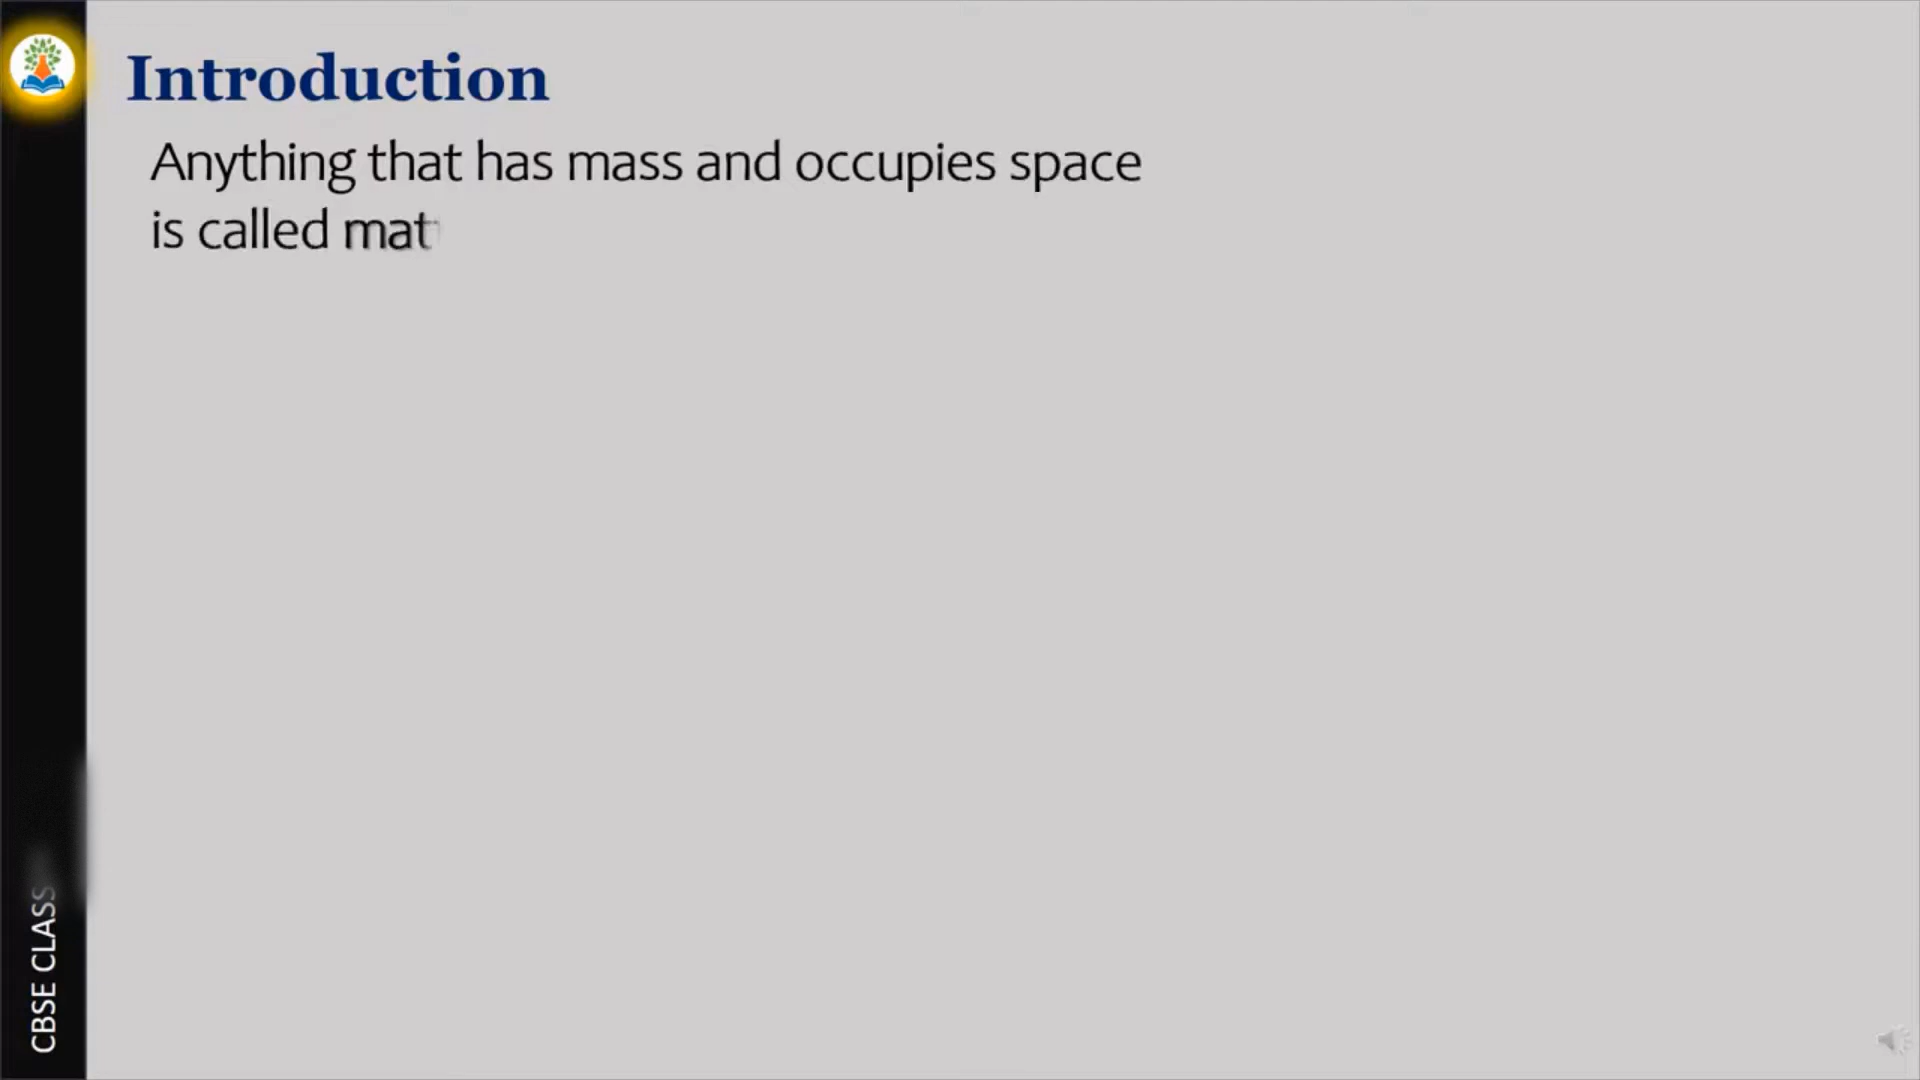 Introduction
Anything that has mass and occupies space
is called mat
CBSE CLASS